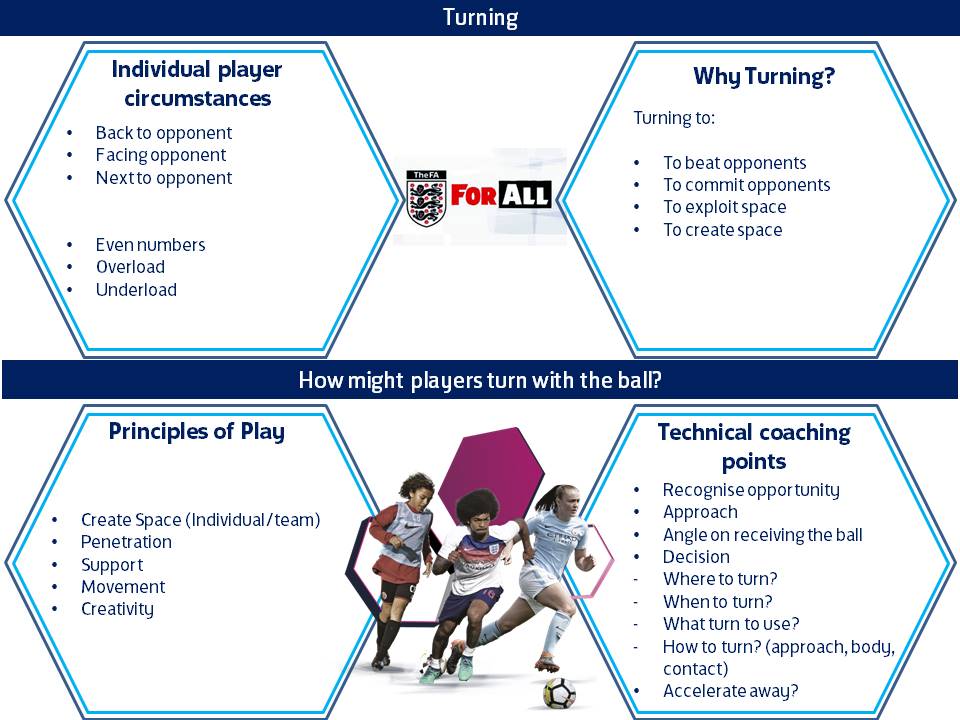 Turning
Individual player
circumstances
• Back to opponent
• Facing opponent
• Next to opponent
• Even numbers
• Overload
• Underload
TheFA
FOR ALL
Why Turning?
Turning to:
• To beat opponents
• To commit opponents
• To exploit space
• To create space
How might players turn with the ball?
Principles of Play
• Create Space (Individual/team)
• Penetration
• Support
• Movement
• Creativity
Technical coaching
points
• Recognise opportunity
• Approach
• Angle on receiving the ball
• Decision
- Where to turn?
- When to turn?
- What turn to use?
- How to turn? (approach, body,
contact)
• Accelerate away?